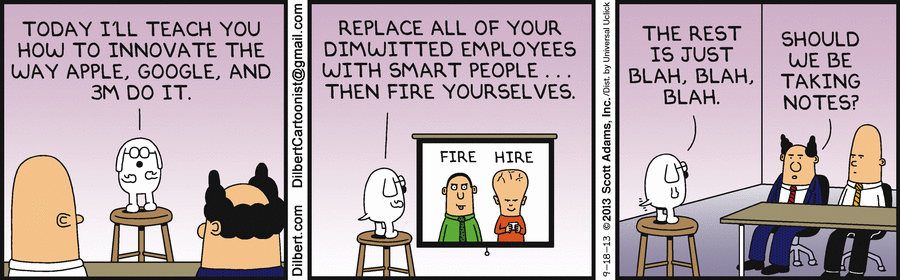 TODAY I'LL TEACH YOU
HOW TO INNOVATE THE
WAY APPLE, GOOGLE, AND
3M DO IT.
Dilbert.com DilbertCartoonist@gmail.com
REPLACE ALL OF YOUR
DIMWITTED EMPLOYEES
WITH SMART PEOPLE...
THEN FIRE YOURSELVES.
FIRE HIRE
9-18-13 ©2013 Scott Adams, Inc. /Dist. by Universal Uclick
THE REST
IS JUST
BLAH, BLAH,
BLAH.
SHOULD
WE BE
TAKING
NOTES?